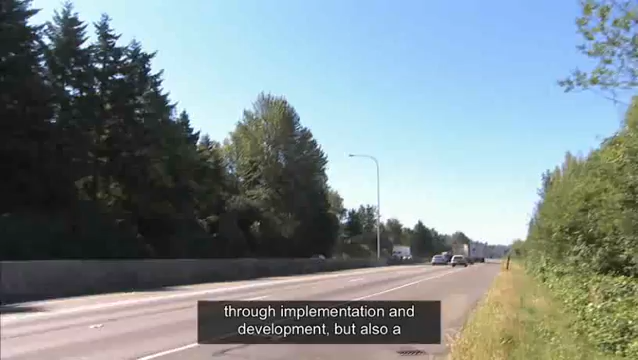 through implementation and
development, but also a